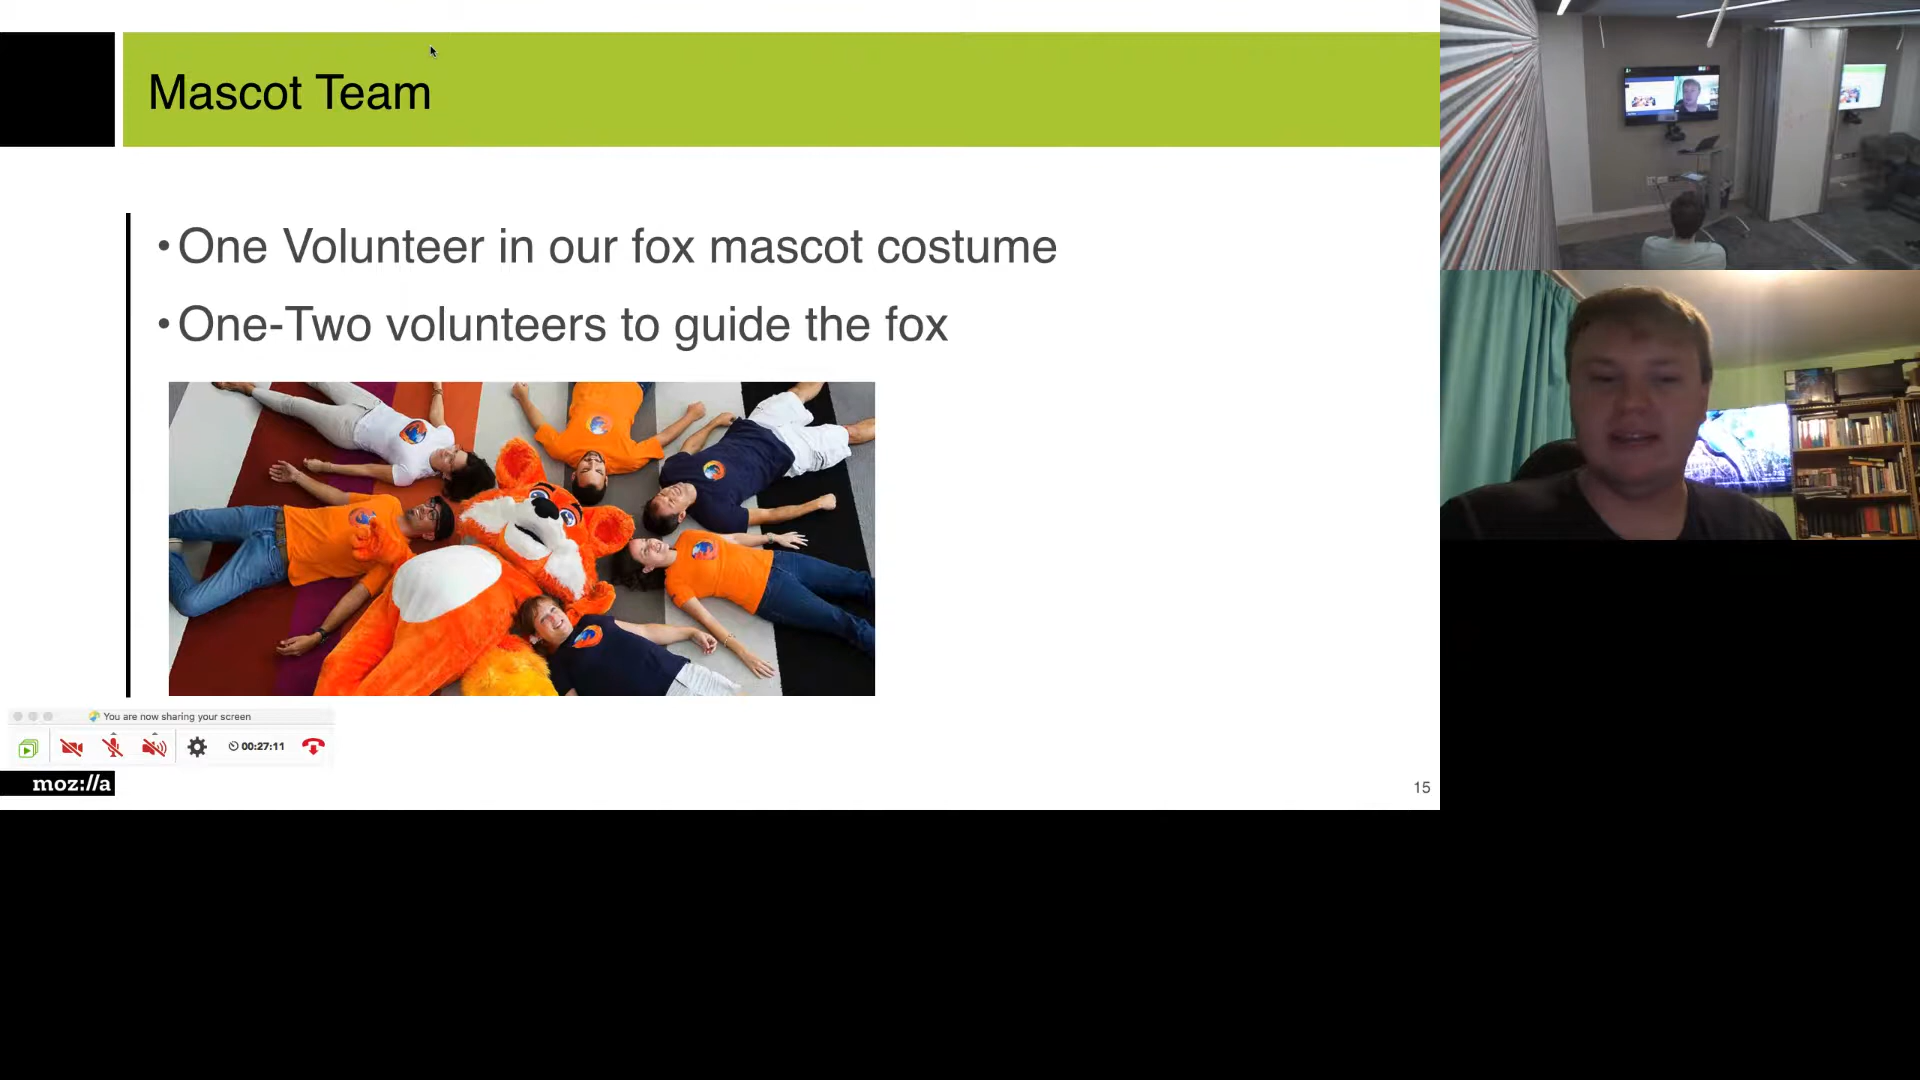 Mascot Team
•One Volunteer in our fox mascot costume
•One-Two volunteers to guide the fox
You are now sharing your screen
00:27:11
moz://a
15